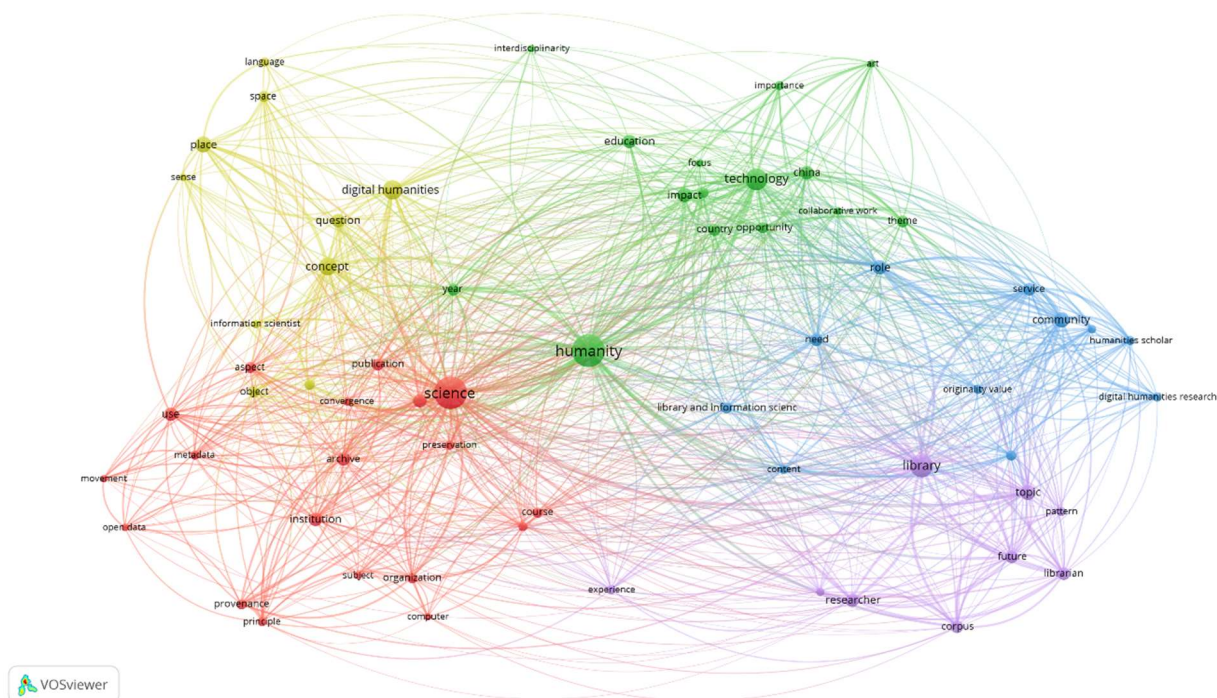 interdisciplinarity
language
art
importance
space
education
place
focus
china
sense
technology
digital humanities
impact
collaborative work
question
theme
country
opportunity
concept
role
year
service
community
information scientist
need
humanities scholar
humanity
publication
aspect
object
science
originality value
digital humanities research
convergence
library and information scienc
use
preservation
metadata
archive
library
content
movement
topic
institution
course
pattern
open data
future
subject
organization
librarian
experience
provenance
researcher
principle
computer
corpus
VOSviewer